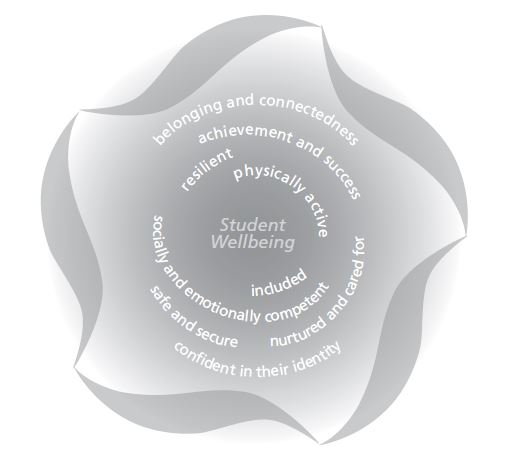 belonging and connectedness
achievement and success
resilient
physically active
Student
Wellbeing
included
socially and emotionally competent
nurtured and cared for
safe and secure
confident in their identity